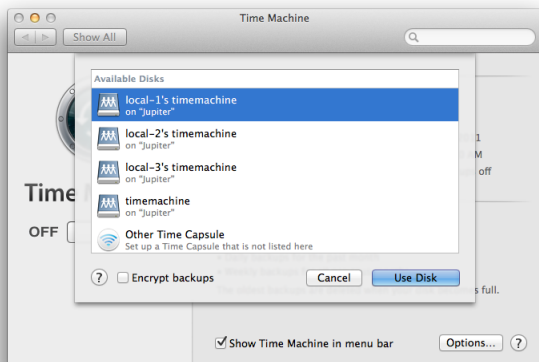 Time Machine
Show All
Available Disks
local-1's timemachine
on "Jupiter"
local-2's timemachine
on "Jupiter"
local-3's timemachine
on "Jupiter"
timemachine
on "Jupiter"
Other Time Capsule
Set up a Time Capsule that is not listed here
Time
OFF
1
M
off
? Encrypt backups Cancel Use Disk
s full.
Show Time Machine in menu bar Options... ?